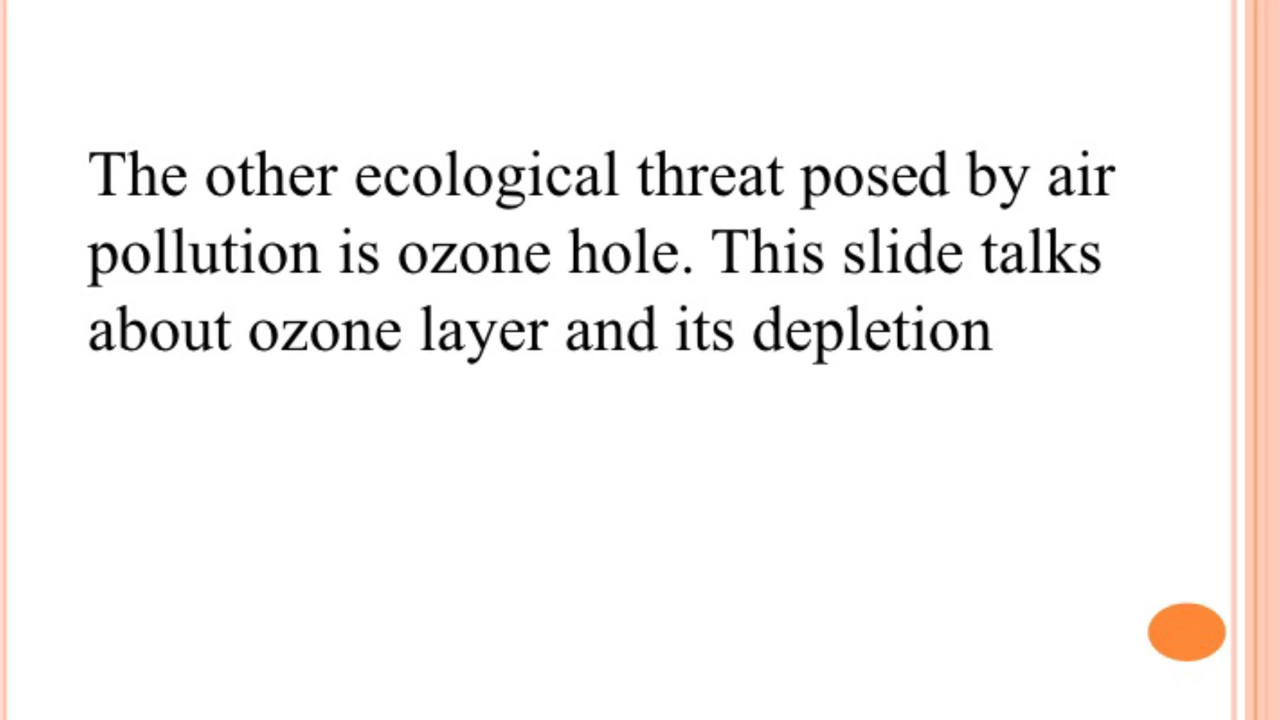 The other ecological threat posed by air
pollution is ozone hole. This slide talks
about ozone layer and its depletion